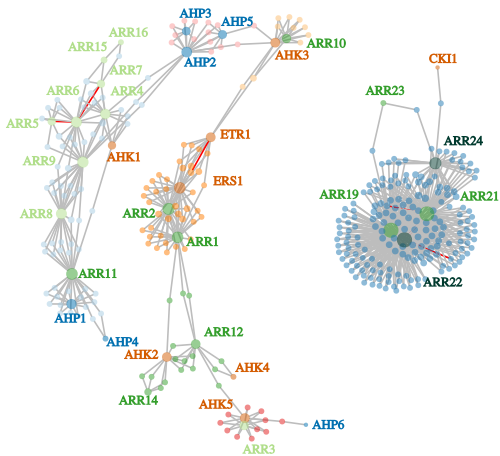 ARR16
AHP3
ARR15
AHP5
ARR10
ARR7
AHP2
AHK3
CKI1
ARR6
ARR4
ARR23
ARR5
ETR1
ARR24
AHK1
ARR9
ERS1
ARR19
ARR21
ARR8
ARR2
ARR1
ARR11
ARR22
AHP1
AHP4
ARR12
AHK2
AHK4
ARR14
AHK5
AHP6
ARR3